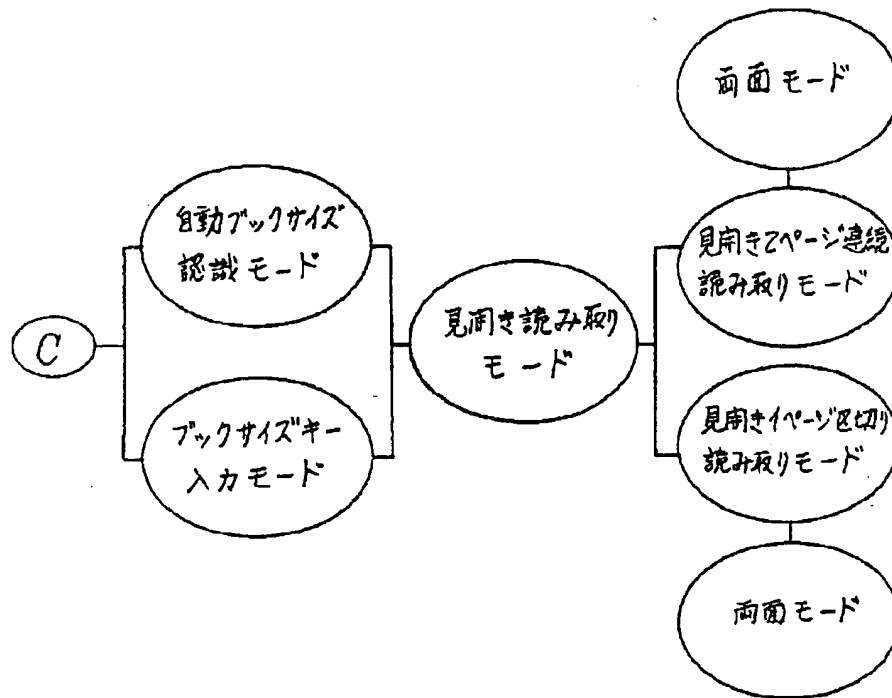 両面モード
自動ブックサイズ
認識モード
見開き2ページ連続
読み取りモード
C
見開き読み取り
モード
ブックサイズキー
入力モード
見開き1ページ区切り
読み取りモード
両面モード